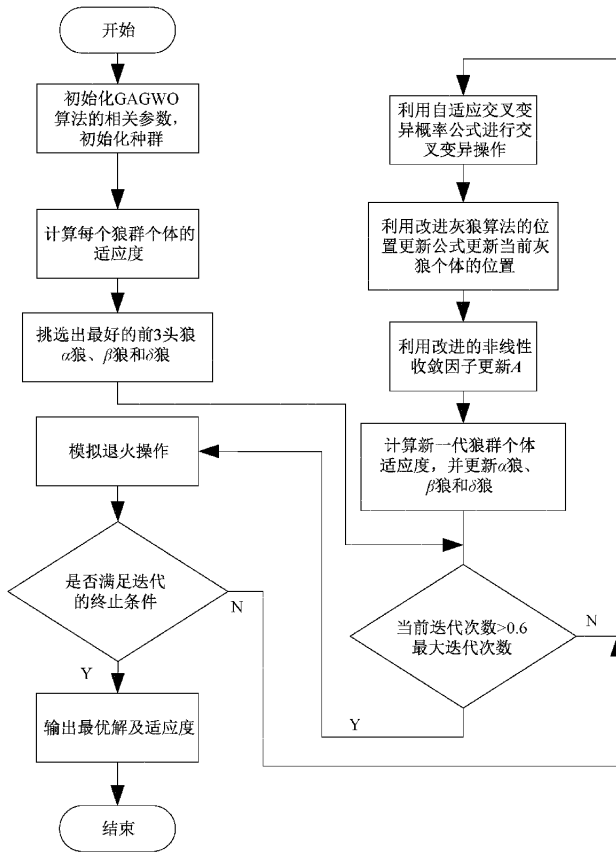 开始
初始化GAGWO
算法的相关参数，
初始化种群
计算每个狼群个体的
适应度
挑选出最好的前3头狼
α狼、β狼和δ狼
模拟退火操作
是否满足迭代
的终止条件
N
Y
输出最优解及适应度
结束
利用自适应交叉变
异概率公式进行交
叉变异操作
利用改进灰狼算法的位
置更新公式更新当前灰
狼个体的位置
利用改进的非线性
收敛因子更新A
计算新一代狼群个体
适应度，并更新α狼、
β狼和δ狼
当前迭代次数>0.6
最大迭代次数
N
Y